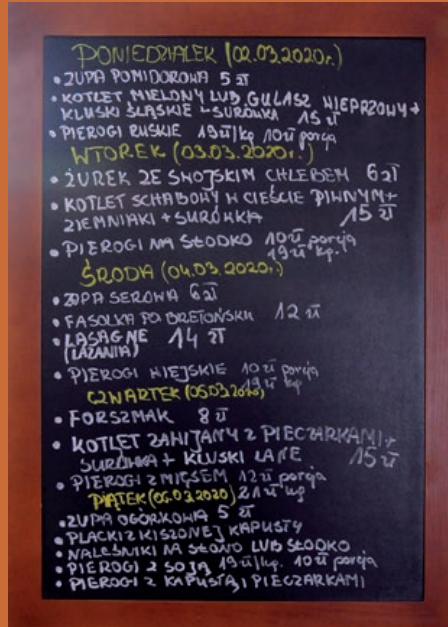 PONIEDZIAŁEK (02.03.2020r.)
• ZUPA POMIDOROWA 5 zł
• KOTLET MIELONY LUB GULASZ WIEPRZOWY +
KLUSKI ŚLĄSKIE + SURÓWKA 15 zł
• PIEROGI RUSKIE 19 zł/kg 10 zł porcja
WTOREK (03.03.2020r.)
• ŻUREK ZE SWOJSKIM CHLEBEM 6 zł
• KOTLET SCHABOWY W CIEŚCIE PIWNYM +
ZIEMNIAKI + SURÓWKA 15 zł
• PIEROGI NA SŁODKO 10 zł porcja
19 zł kg.
ŚRODA (04.03.2020r.)
• ZUPA SEROWA 6 zł
• FASOLKA PO BRETOŃSKU 12 zł
• LASAGNE 14 zł
(LAZANIA)
• PIEROGI WIEJSKIE 10 zł porcja
19 zł kg
CZWARTEK (05.03.2020)
• FORSZMAK 8 zł
• KOTLET ZAWIJANY Z PIECZARKAMI +
SURÓWKA + KLUSKI LANE 15 zł
• PIEROGI Z MIĘSEM 12 zł porcja
PIĄTEK (06.03.2020) 21 zł kg
• ZUPA OGÓRKOWA 5 zł
• PLACKI Z KISZONEJ KAPUSTY
• NALEŚNIKI NA SŁONO LUB SŁODKO
• PIEROGI Z SOJĄ 19 zł/kg. 10 zł porcja
• PIEROGI Z KAPUSTĄ I PIECZARKAMI